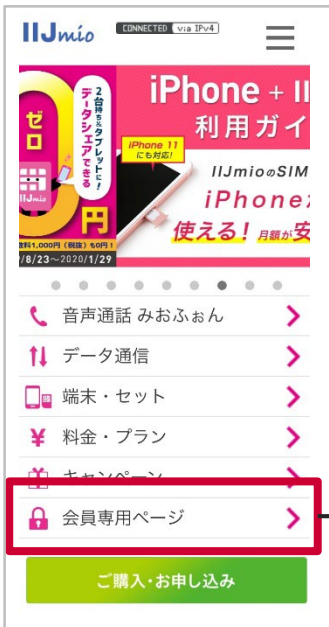 IIJmio
CONNECTED via IPv4
2台持ち&タブレットに!
データシェアできる
ゼロ
0円
IIJmio
数料1,000円(税抜)も0円!
/8/23~2020/1/29
iPhone + II
利用ガイ
iPhone 11
にも対応!
IIJmioのSIM
iPhone
使える! 月額が安
音声通話 みおふぉん
データ通信
端末・セット
¥ 料金・プラン
キャンペーン
会員専用ページ
ご購入・お申し込み